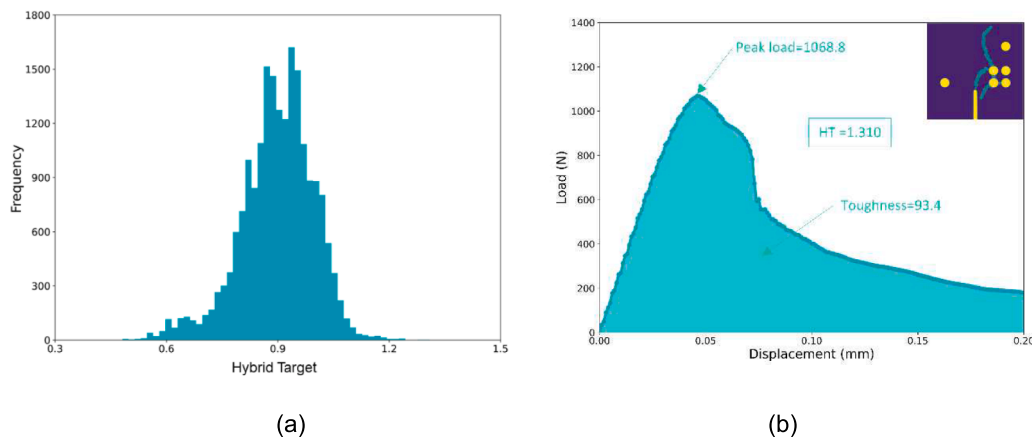 1800
1500
1200
900
600
300
0
Frequency
0.3
0.6
0.9
1.2
1.5
Hybrid Target
(a)
1400
1200
1000
800
600
400
200
0
Load (N)
Peak load=1068.8
HT =1.310
Toughness=93.4
0.00
0.05
0.10
0.15
0.20
Displacement (mm)
(b)